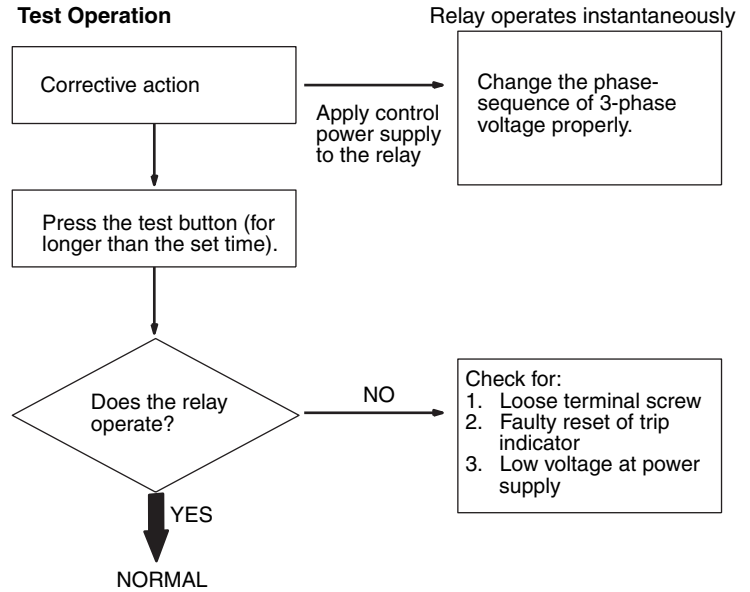 Test Operation
Relay operates instantaneously
Corrective action
Apply control
power supply
to the relay
Change the phase-
sequence of 3-phase
voltage properly.
Press the test button (for
longer than the set time).
Does the relay
operate?
NO
Check for:
1. Loose terminal screw
2. Faulty reset of trip
indicator
3. Low voltage at power
supply
YES
NORMAL